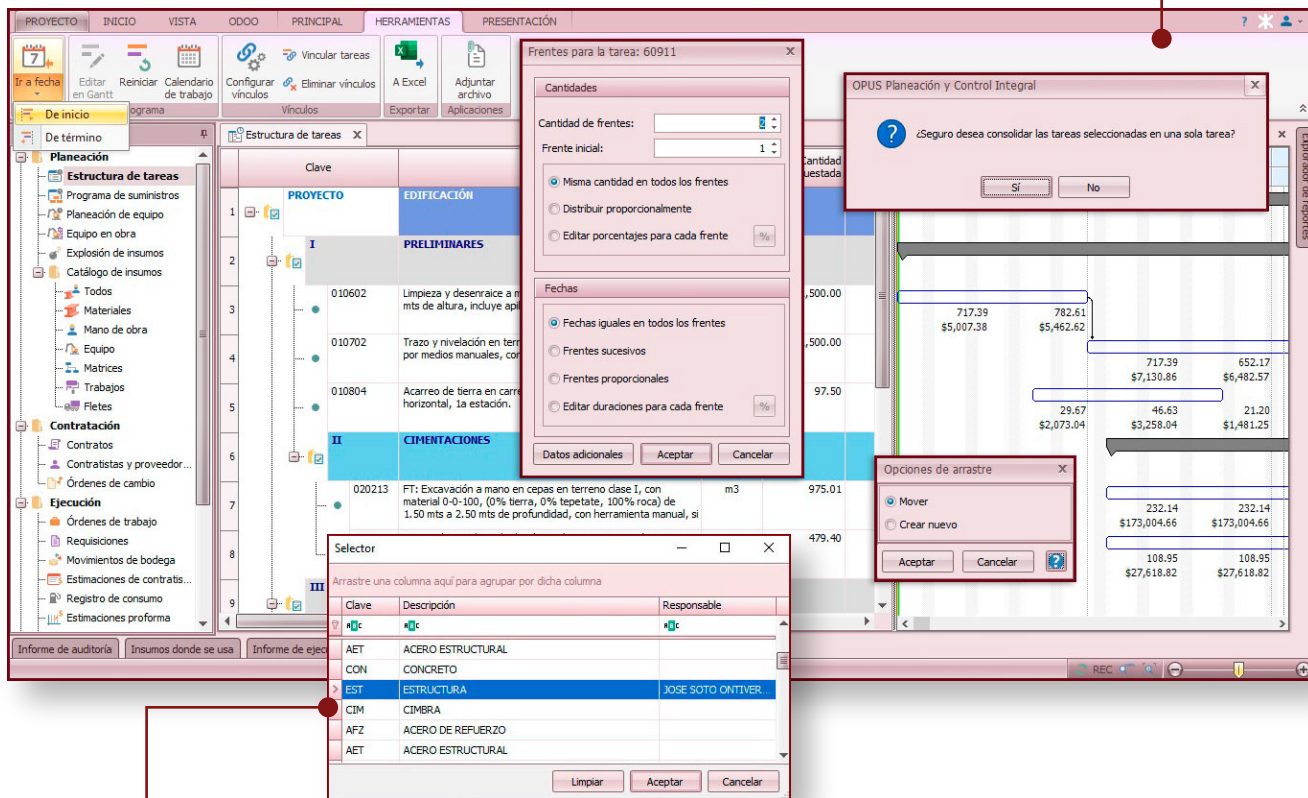 PROYECTO INICIO VISTA ODOO PRINCIPAL HERRAMIENTAS PRESENTACIÓN
7
Ir a fecha
Editar
en Gantt
Reiniciar
Calendario
de trabajo
Configurar
vínculos
Vincular tareas
Eliminar vínculos
A Excel
Adjuntar
archivo
Vínculos
Exportar
Aplicaciones
De inicio
De término
Planeación
Estructura de tareas
Programa de suministros
Planeación de equipo
Equipo en obra
Explosión de insumos
Catálogo de insumos
Todos
Materiales
Mano de obra
Equipo
Matrices
Trabajos
Fletes
Contratación
Contratos
Contratistas y proveedor...
Órdenes de cambio
Ejecución
Órdenes de trabajo
Requisiciones
Movimientos de bodega
Estimaciones de contratis...
Registro de consumo
Estimaciones proforma
Informe de auditoría
Insumos donde se usa
Estructura de tareas X
Clave
1 PROYECTO EDIFICACIÓN
2 I PRELIMINARES
3 010602 Limpieza y desenraice a
mts de altura, incluye
,500.00
4 010702 Trazo y nivelación en
por medios manuales,
,500.00
5 010804 Acarreo de tierra en
horizontal, 1a estación.
97.50
6 II CIMENTACIONES
7 020213 FT: Excavación a mano en cepas en terreno clase I, con
material 0-0-100, (0% tierra, 0% tepetate, 100% roca) de
1.50 mts a 2.50 mts de profundidad, con herramienta manual, si
m3 975.01
8 479.40
9 III
Frentes para la tarea: 60911 X
Cantidades
Cantidad de frentes: 2
Frente inicial: 1
Misma cantidad en todos los frentes
Distribuir proporcionalmente
Editar porcentajes para cada frente %
Fechas
Fechas iguales en todos los frentes
Frentes sucesivos
Frentes proporcionales
Editar duraciones para cada frente %
Datos adicionales Aceptar Cancelar
OPUS Planeación y Control Integral X
? ¿Seguro desea consolidar las tareas seleccionadas en una sola tarea?
Sí No
Explorador de reportes
717.39 782.61
$5,007.38 $5,462.62
717.39 652.17
$7,130.86 $6,482.57
29.67 46.63 21.20
$2,073.04 $3,258.04 $1,481.25
232.14 232.14
$173,004.66 $173,004.66
108.95 108.95
$27,618.82 $27,618.82
Opciones de arrastre X
Mover
Crear nuevo
Aceptar Cancelar ?
Selector
Arrastre una columna aquí para agrupar por dicha columna
Clave Descripción Responsable
AET ACERO ESTRUCTURAL
CON CONCRETO
EST ESTRUCTURA JOSE SOTO ONTIVER...
CIM CIMBRA
AFZ ACERO DE REFUERZO
AET ACERO ESTRUCTURAL
Limpiar Aceptar Cancelar
REC